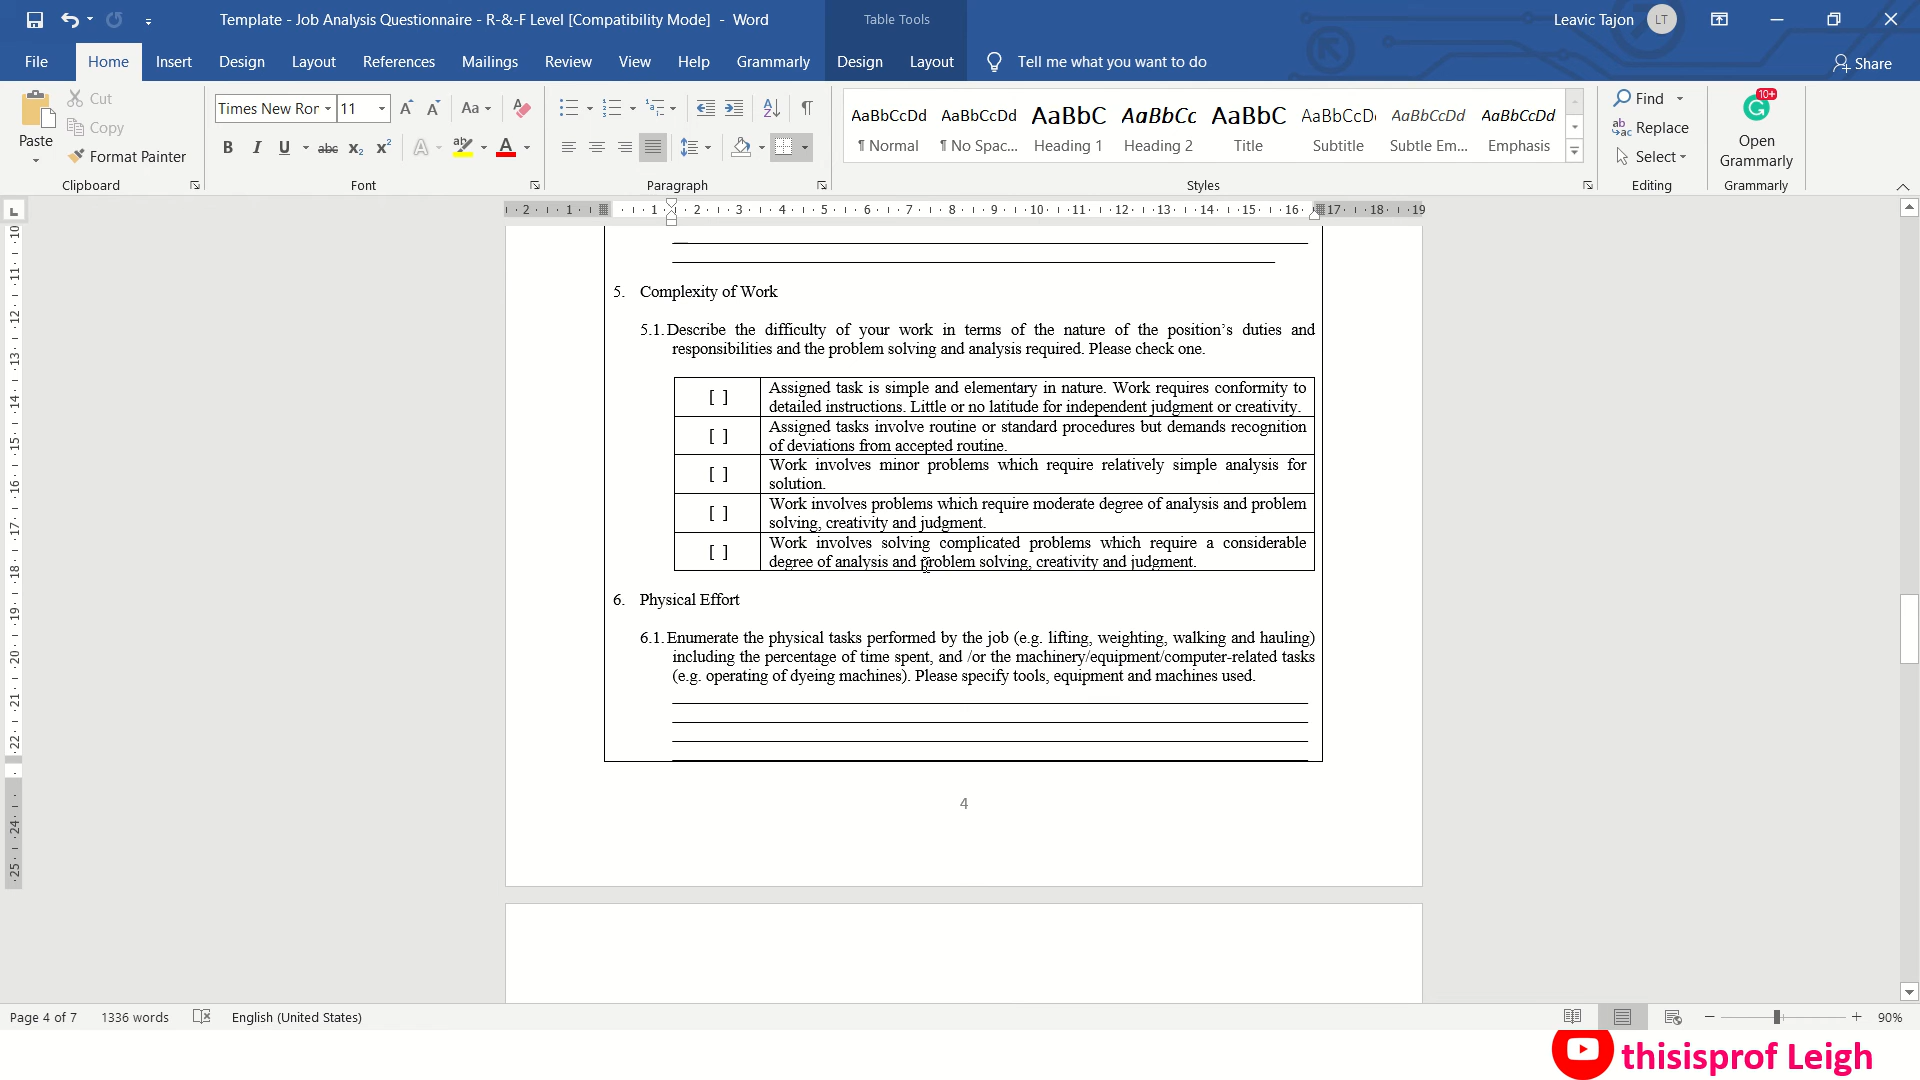 Template - Job Analysis Questionnaire - R-&-F Level [Compatibility Mode] - Word
Table Tools
Leavic Tajon
LT
File
Home
Insert
Design
Layout
References
Mailings
Review
View
Help
Grammarly
Design
Layout
Tell me what you want to do
Share
Paste
Cut
Copy
Format Painter
Clipboard
Times New Ror
11
Font
Paragraph
AaBbCcDd
¶ Normal
AaBbCcDd
¶ No Spac...
AaBbC
Heading 1
AaBbCc
Heading 2
AaBbC
Title
AaBbCcD
Subtitle
AaBbCcDd
Subtle Em...
AaBbCcDd
Emphasis
Styles
Find
Replace
Select
Editing
10+
Open
Grammarly
Grammarly
5. Complexity of Work
5.1. Describe the difficulty of your work in terms of the nature of the position’s duties and
responsibilities and the problem solving and analysis required. Please check one.
[ ] Assigned task is simple and elementary in nature. Work requires conformity to
detailed instructions. Little or no latitude for independent judgment or creativity.
[ ] Assigned tasks involve routine or standard procedures but demands recognition
of deviations from accepted routine.
[ ] Work involves minor problems which require relatively simple analysis for
solution.
[ ] Work involves problems which require moderate degree of analysis and problem
solving, creativity and judgment.
[ ] Work involves solving complicated problems which require a considerable
degree of analysis and problem solving, creativity and judgment.
6. Physical Effort
6.1. Enumerate the physical tasks performed by the job (e.g. lifting, weighting, walking and hauling)
including the percentage of time spent, and /or the machinery/equipment/computer-related tasks
(e.g. operating of dyeing machines). Please specify tools, equipment and machines used.
4
Page 4 of 7
1336 words
English (United States)
90%
thisisprof Leigh